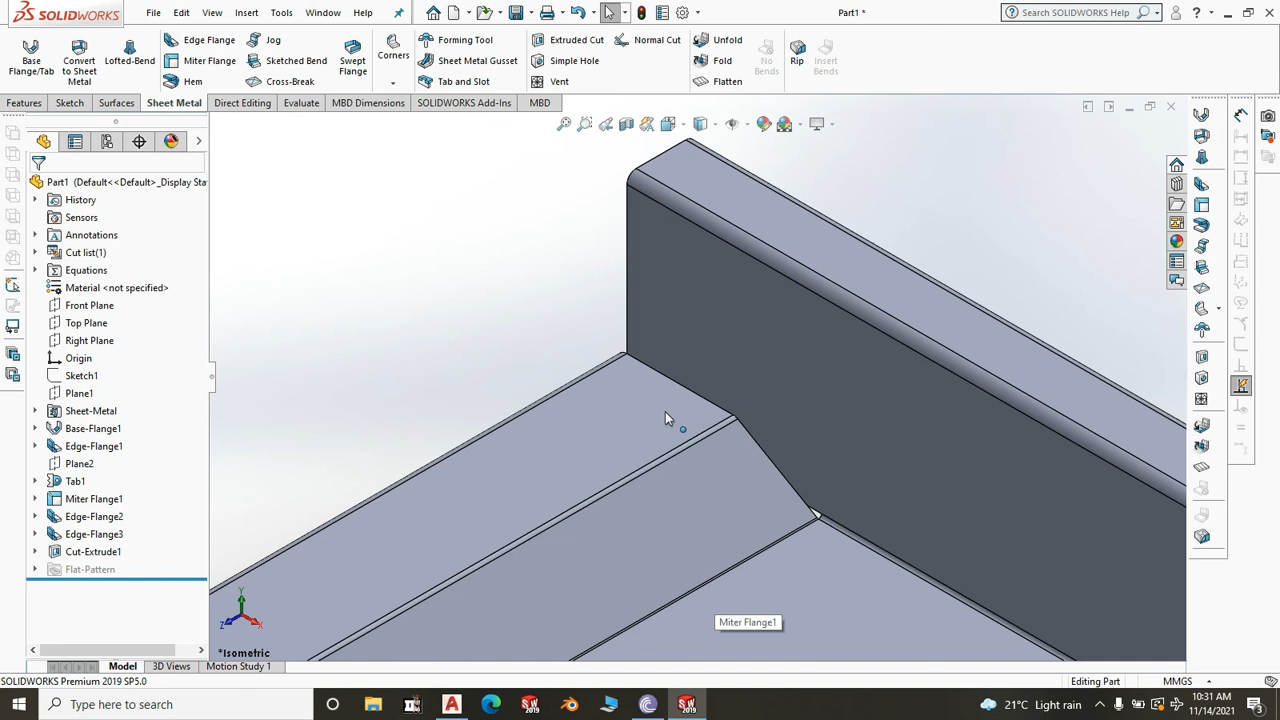 SOLIDWORKS
File
Edit
View
Insert
Tools
Window
Help
Part1 *
Search SOLIDWORKS Help
Base
Flange/Tab
Convert
to Sheet
Metal
Lofted-Bend
Edge Flange
Miter Flange
Hem
Jog
Sketched Bend
Cross-Break
Swept
Flange
Corners
Forming Tool
Sheet Metal Gusset
Tab and Slot
Extruded Cut
Simple Hole
Vent
Normal Cut
Unfold
Fold
Flatten
No
Bends
Rip
Insert
Bends
Features
Sketch
Surfaces
Sheet Metal
Direct Editing
Evaluate
MBD Dimensions
SOLIDWORKS Add-Ins
MBD
Part1 (Default<<Default>_Display Sta
History
Sensors
Annotations
Cut list(1)
Equations
Material <not specified>
Front Plane
Top Plane
Right Plane
Origin
Sketch1
Plane1
Sheet-Metal
Base-Flange1
Edge-Flange1
Plane2
Tab1
Miter Flange1
Edge-Flange2
Edge-Flange3
Cut-Extrude1
Flat-Pattern
Miter Flange1
Y
Z
X
*Isometric
Model
3D Views
Motion Study 1
SOLIDWORKS Premium 2019 SP5.0
Editing Part
MMGS
Type here to search
21°C Light rain
10:31 AM
11/14/2021